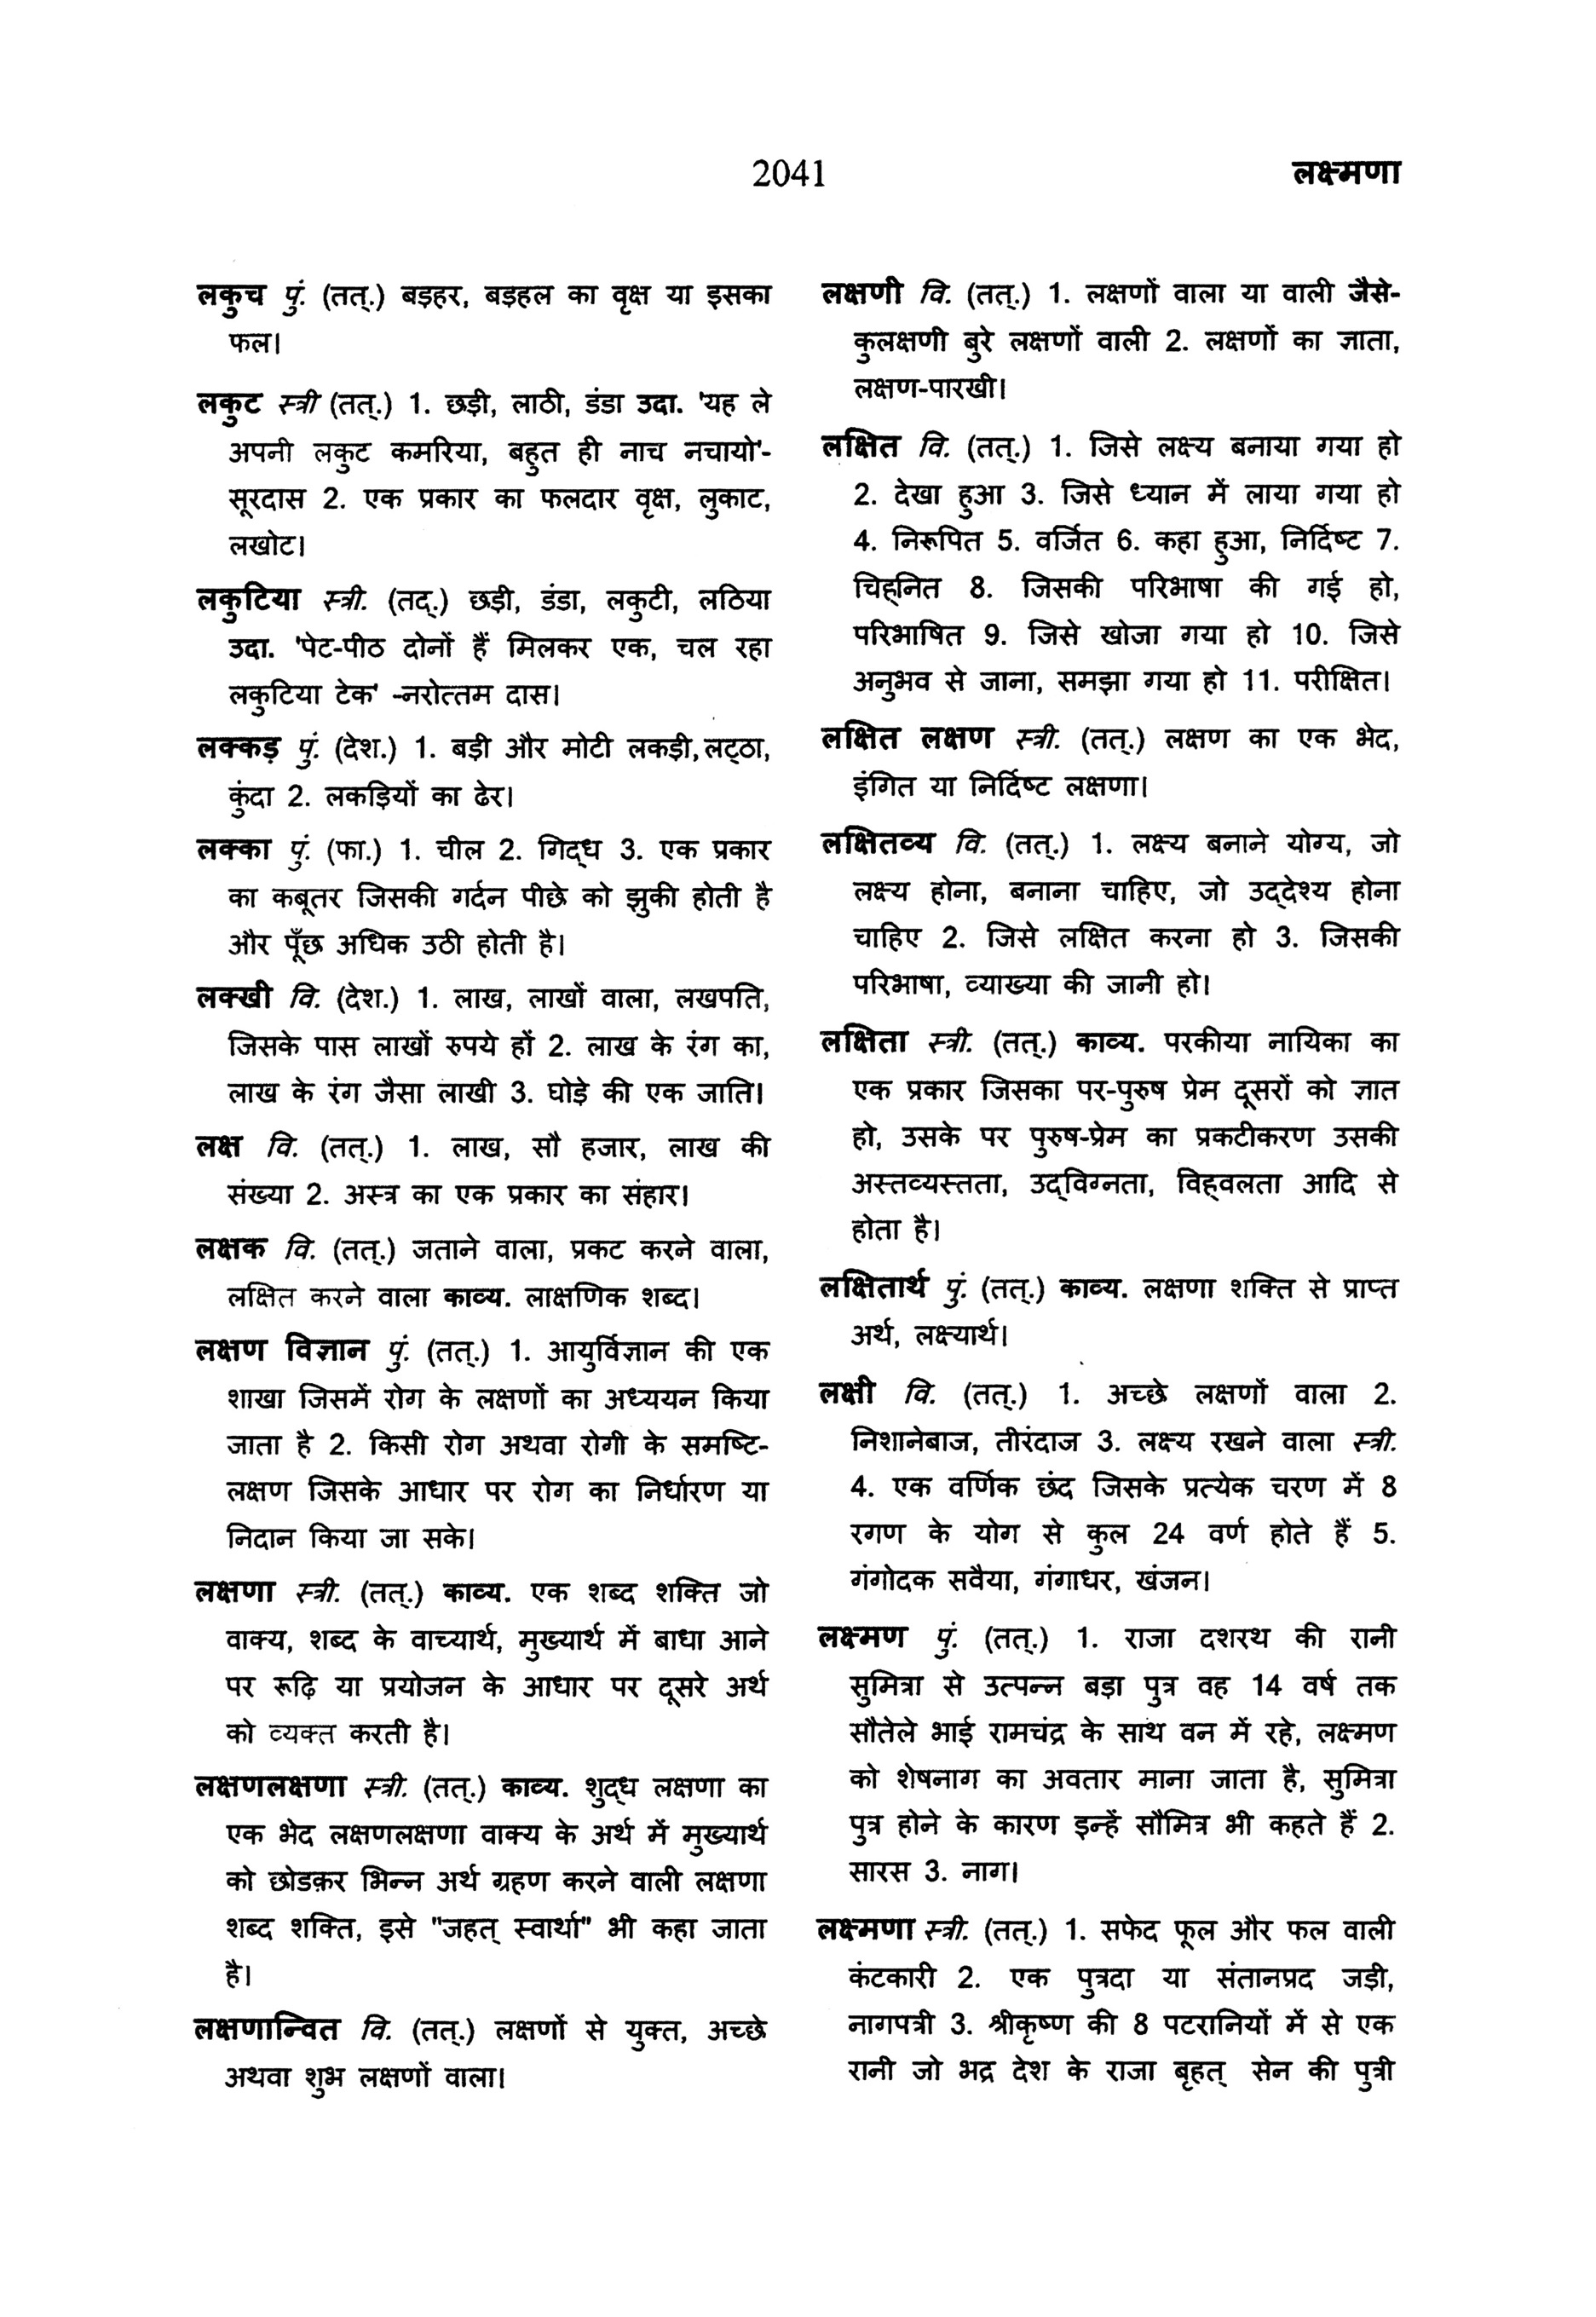 2041
लक्ष्मणा
लकुच पुं. (तत्.) बड़हर, बड़हल का वृक्ष या इसका
फल।
लकुट स्त्री (तत्.) 1. छड़ी, लाठी, डंडा उदा. 'यह ले
अपनी लकुट कमरिया, बहुत ही नाच नचायो'-
सूरदास 2. एक प्रकार का फलदार वृक्ष, लुकाट,
लखोट।
लकुटिया स्त्री. (तद्.) छड़ी, डंडा, लकुटी, लठिया
उदा. 'पेट-पीठ दोनों हैं मिलकर एक, चल रहा
लकुटिया टेक' -नरोत्तम दास।
लक्कड़ पुं. (देश.) 1. बड़ी और मोटी लकड़ी, लट्ठा,
कुंदा 2. लकड़ियों का ढेर।
लक्का पुं. (फा.) 1. चील 2. गिद्ध 3. एक प्रकार
का कबूतर जिसकी गर्दन पीछे को झुकी होती है
और पूँछ अधिक उठी होती है।
लक्खी वि. (देश.) 1. लाख, लाखों वाला, लखपति,
जिसके पास लाखों रुपये हों 2. लाख के रंग का,
लाख के रंग जैसा लाखी 3. घोड़े की एक जाति।
लक्ष वि. (तत्.) 1. लाख, सौ हजार, लाख की
संख्या 2. अस्त्र का एक प्रकार का संहार।
लक्षक वि. (तत्.) जताने वाला, प्रकट करने वाला,
लक्षित करने वाला काव्य. लाक्षणिक शब्द।
लक्षण विज्ञान पुं. (तत्.) 1. आयुर्विज्ञान की एक
शाखा जिसमें रोग के लक्षणों का अध्ययन किया
जाता है 2. किसी रोग अथवा रोगी के समष्टि-
लक्षण जिसके आधार पर रोग का निर्धारण या
निदान किया जा सके।
लक्षणा स्त्री. (तत्.) काव्य. एक शब्द शक्ति जो
वाक्य, शब्द के वाच्यार्थ, मुख्यार्थ में बाधा आने
पर रूढ़ि या प्रयोजन के आधार पर दूसरे अर्थ
को व्यक्त करती है।
लक्षणलक्षणा स्त्री. (तत्.) काव्य. शुद्ध लक्षणा का
एक भेद लक्षणलक्षणा वाक्य के अर्थ में मुख्यार्थ
को छोडक़र भिन्न अर्थ ग्रहण करने वाली लक्षणा
शब्द शक्ति, इसे "जहत् स्वार्था" भी कहा जाता
है।
लक्षणान्वित वि. (तत्.) लक्षणों से युक्त, अच्छे
अथवा शुभ लक्षणों वाला।
लक्षणी वि. (तत्.) 1. लक्षणों वाला या वाली जैसे-
कुलक्षणी बुरे लक्षणों वाली 2. लक्षणों का ज्ञाता,
लक्षण-पारखी।
लक्षित वि. (तत्.) 1. जिसे लक्ष्य बनाया गया हो
2. देखा हुआ 3. जिसे ध्यान में लाया गया हो
4. निरूपित 5. वर्जित 6. कहा हुआ, निर्दिष्ट 7.
चिह्नित 8. जिसकी परिभाषा की गई हो,
परिभाषित 9. जिसे खोजा गया हो 10. जिसे
अनुभव से जाना, समझा गया हो 11. परीक्षित।
लक्षित लक्षण स्त्री. (तत्.) लक्षण का एक भेद,
इंगित या निर्दिष्ट लक्षणा।
लक्षितव्य वि. (तत्.) 1. लक्ष्य बनाने योग्य, जो
लक्ष्य होना, बनाना चाहिए, जो उद्देश्य होना
चाहिए 2. जिसे लक्षित करना हो 3. जिसकी
परिभाषा, व्याख्या की जानी हो।
लक्षिता स्त्री. (तत्.) काव्य. परकीया नायिका का
एक प्रकार जिसका पर-पुरुष प्रेम दूसरों को ज्ञात
हो, उसके पर पुरुष-प्रेम का प्रकटीकरण उसकी
अस्तव्यस्तता, उद्विग्नता, विह्वलता आदि से
होता है।
लक्षितार्थ पुं. (तत्.) काव्य. लक्षणा शक्ति से प्राप्त
अर्थ, लक्ष्यार्थ।
लक्षी वि. (तत्.) 1. अच्छे लक्षणों वाला 2.
निशानेबाज, तीरंदाज 3. लक्ष्य रखने वाला स्त्री.
4. एक वर्णिक छंद जिसके प्रत्येक चरण में 8
रगण के योग से कुल 24 वर्ण होते हैं 5.
गंगोदक सवैया, गंगाधर, खंजन।
लक्ष्मण पुं. (तत्.) 1. राजा दशरथ की रानी
सुमित्रा से उत्पन्न बड़ा पुत्र वह 14 वर्ष तक
सौतेले भाई रामचंद्र के साथ वन में रहे, लक्ष्मण
को शेषनाग का अवतार माना जाता है, सुमित्रा
पुत्र होने के कारण इन्हें सौमित्र भी कहते हैं 2.
सारस 3. नाग।
लक्ष्मणा स्त्री. (तत्.) 1. सफेद फूल और फल वाली
कंटकारी 2. एक पुत्रदा या संतानप्रद जड़ी,
नागपत्री 3. श्रीकृष्ण की 8 पटरानियों में से एक
रानी जो भद्र देश के राजा बृहत् सेन की पुत्री